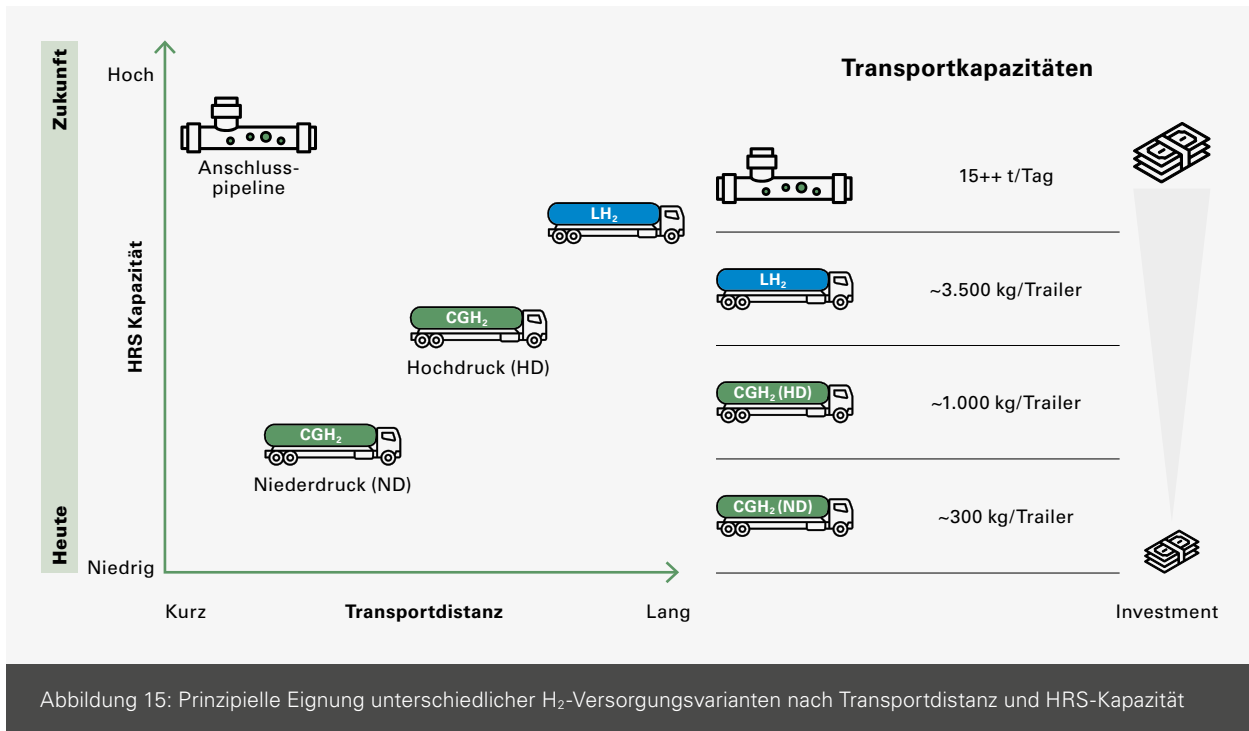 Zukunft
Heute
HRS Kapazität
Hoch
Niedrig
Anschluss-
pipeline
LH₂
CGH₂
Hochdruck (HD)
CGH₂
Niederdruck (ND)
Kurz
Transportdistanz
Lang
Transportkapazitäten
15++ t/Tag
LH₂
~3.500 kg/Trailer
CGH₂ (HD)
~1.000 kg/Trailer
CGH₂ (ND)
~300 kg/Trailer
Investment
Abbildung 15: Prinzipielle Eignung unterschiedlicher H₂-Versorgungsvarianten nach Transportdistanz und HRS-Kapazität